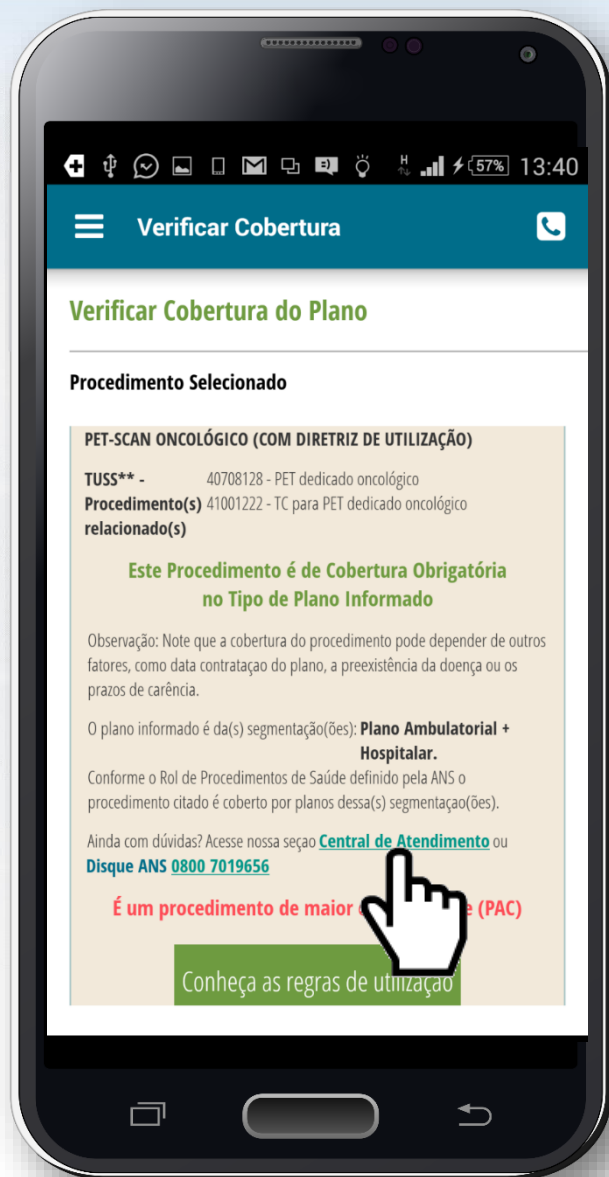 57% 13:40
Verificar Cobertura
Verificar Cobertura do Plano
Procedimento Selecionado
PET-SCAN ONCOLÓGICO (COM DIRETRIZ DE UTILIZAÇÃO)
TUSS** - 40708128 - PET dedicado oncológico
Procedimento(s) 41001222 - TC para PET dedicado oncológico
relacionado(s)
Este Procedimento é de Cobertura Obrigatória
no Tipo de Plano Informado
Observação: Note que a cobertura do procedimento pode depender de outros
fatores, como data contrataçao do plano, a preexistência da doença ou os
prazos de carência.
O plano informado é da(s) segmentação(ões): Plano Ambulatorial +
Hospitalar.
Conforme o Rol de Procedimentos de Saúde definido pela ANS o
procedimento citado é coberto por planos dessa(s) segmentaçao(ões).
Ainda com dúvidas? Acesse nossa seçao Central de Atendimento ou
Disque ANS 0800 7019656
É um procedimento de maior (PAC)
Conheça as regras de utilização